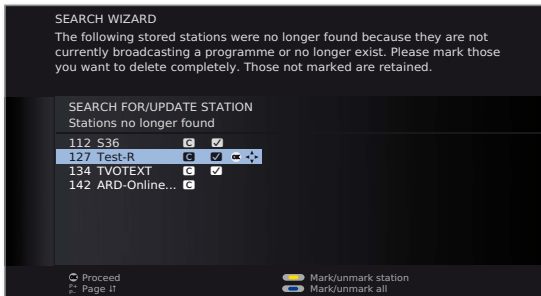 SEARCH WIZARD
The following stored stations were no longer found because they are not
currently broadcasting a programme or no longer exist. Please mark those
you want to delete completely. Those not marked are retained.
SEARCH FOR/UPDATE STATION
Stations no longer found
112 S36 C ✓
127 Test-R C ✓ OK
134 TVOTEXT C ✓
142 ARD-Online... C
OK Proceed
Mark/unmark station
P+ P- Page ↓↑
Mark/unmark all